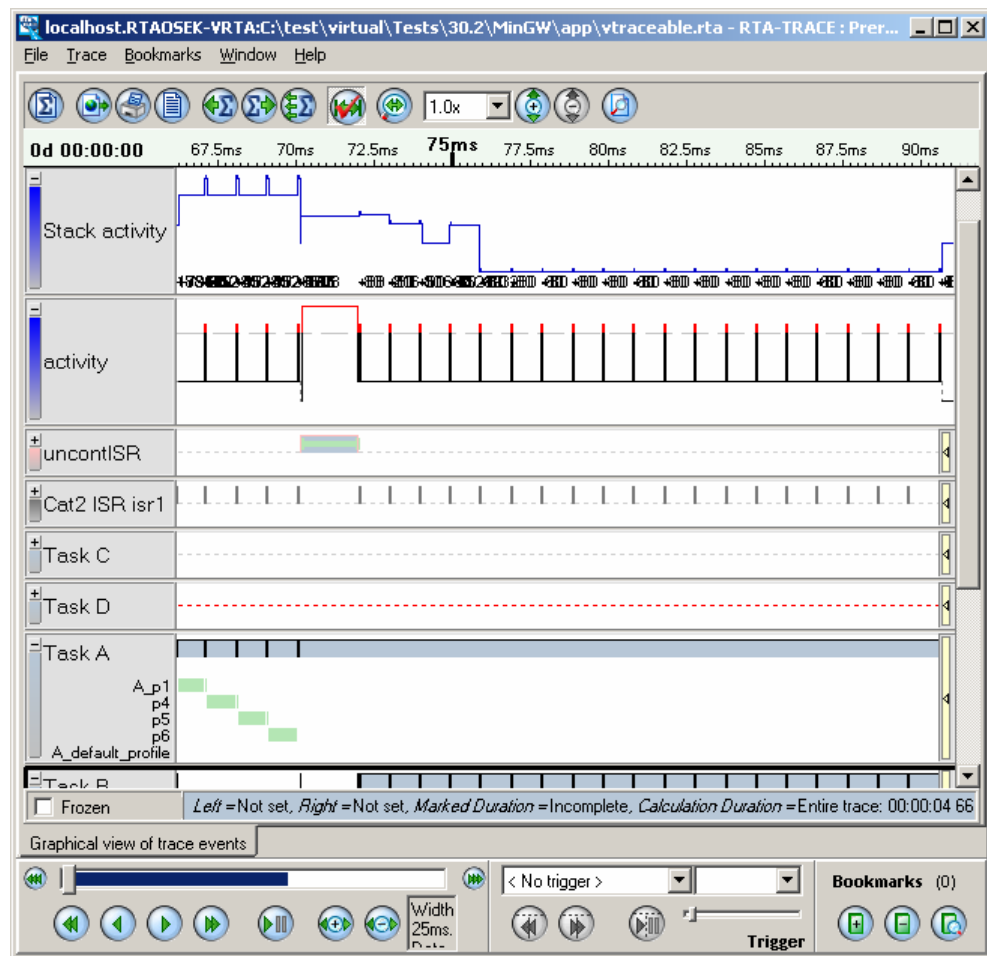 localhost.RTAOSEK-VRTA:C:\test\virtual\Tests\30.2\MinGW\app\vtraceable.rta - RTA-TRACE : Prer...
File Trace Bookmarks Window Help
1.0x
0d 00:00:00 67.5ms 70ms 72.5ms 75ms 77.5ms 80ms 82.5ms 85ms 87.5ms 90ms
Stack activity
activity
uncontISR
Cat2 ISR isr1
Task C
Task D
Task A
A_p1
p4
p5
p6
A_default_profile
Task B
Frozen Left =Not set, Right =Not set, Marked Duration =Incomplete, Calculation Duration =Entire trace: 00:00:04 66
Graphical view of trace events
< No trigger >
Bookmarks (0)
Width
25ms.
Trigger